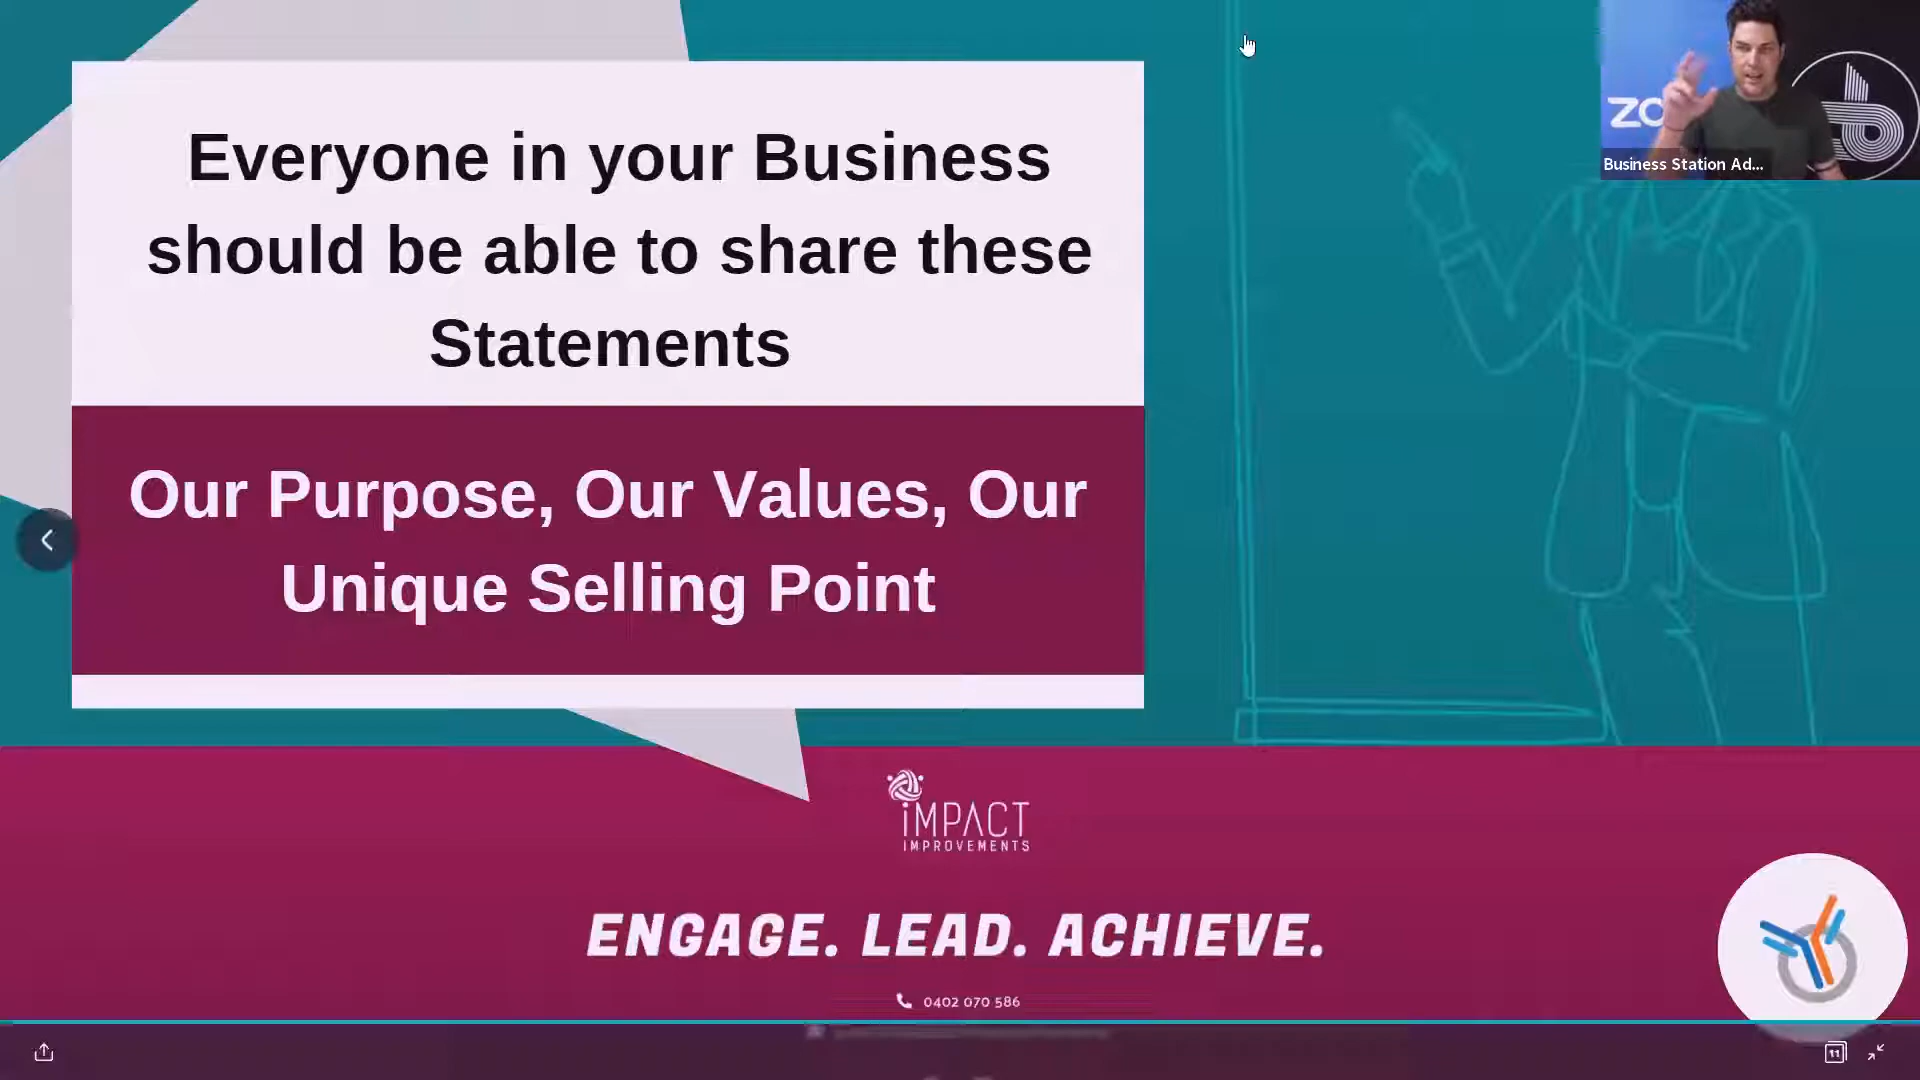 Everyone in your Business
should be able to share these
Statements
Our Purpose, Our Values, Our
Unique Selling Point
Business Station Ad...
iMPACT
IMPROVEMENTS
ENGAGE. LEAD. ACHIEVE.
0402 070 586
11